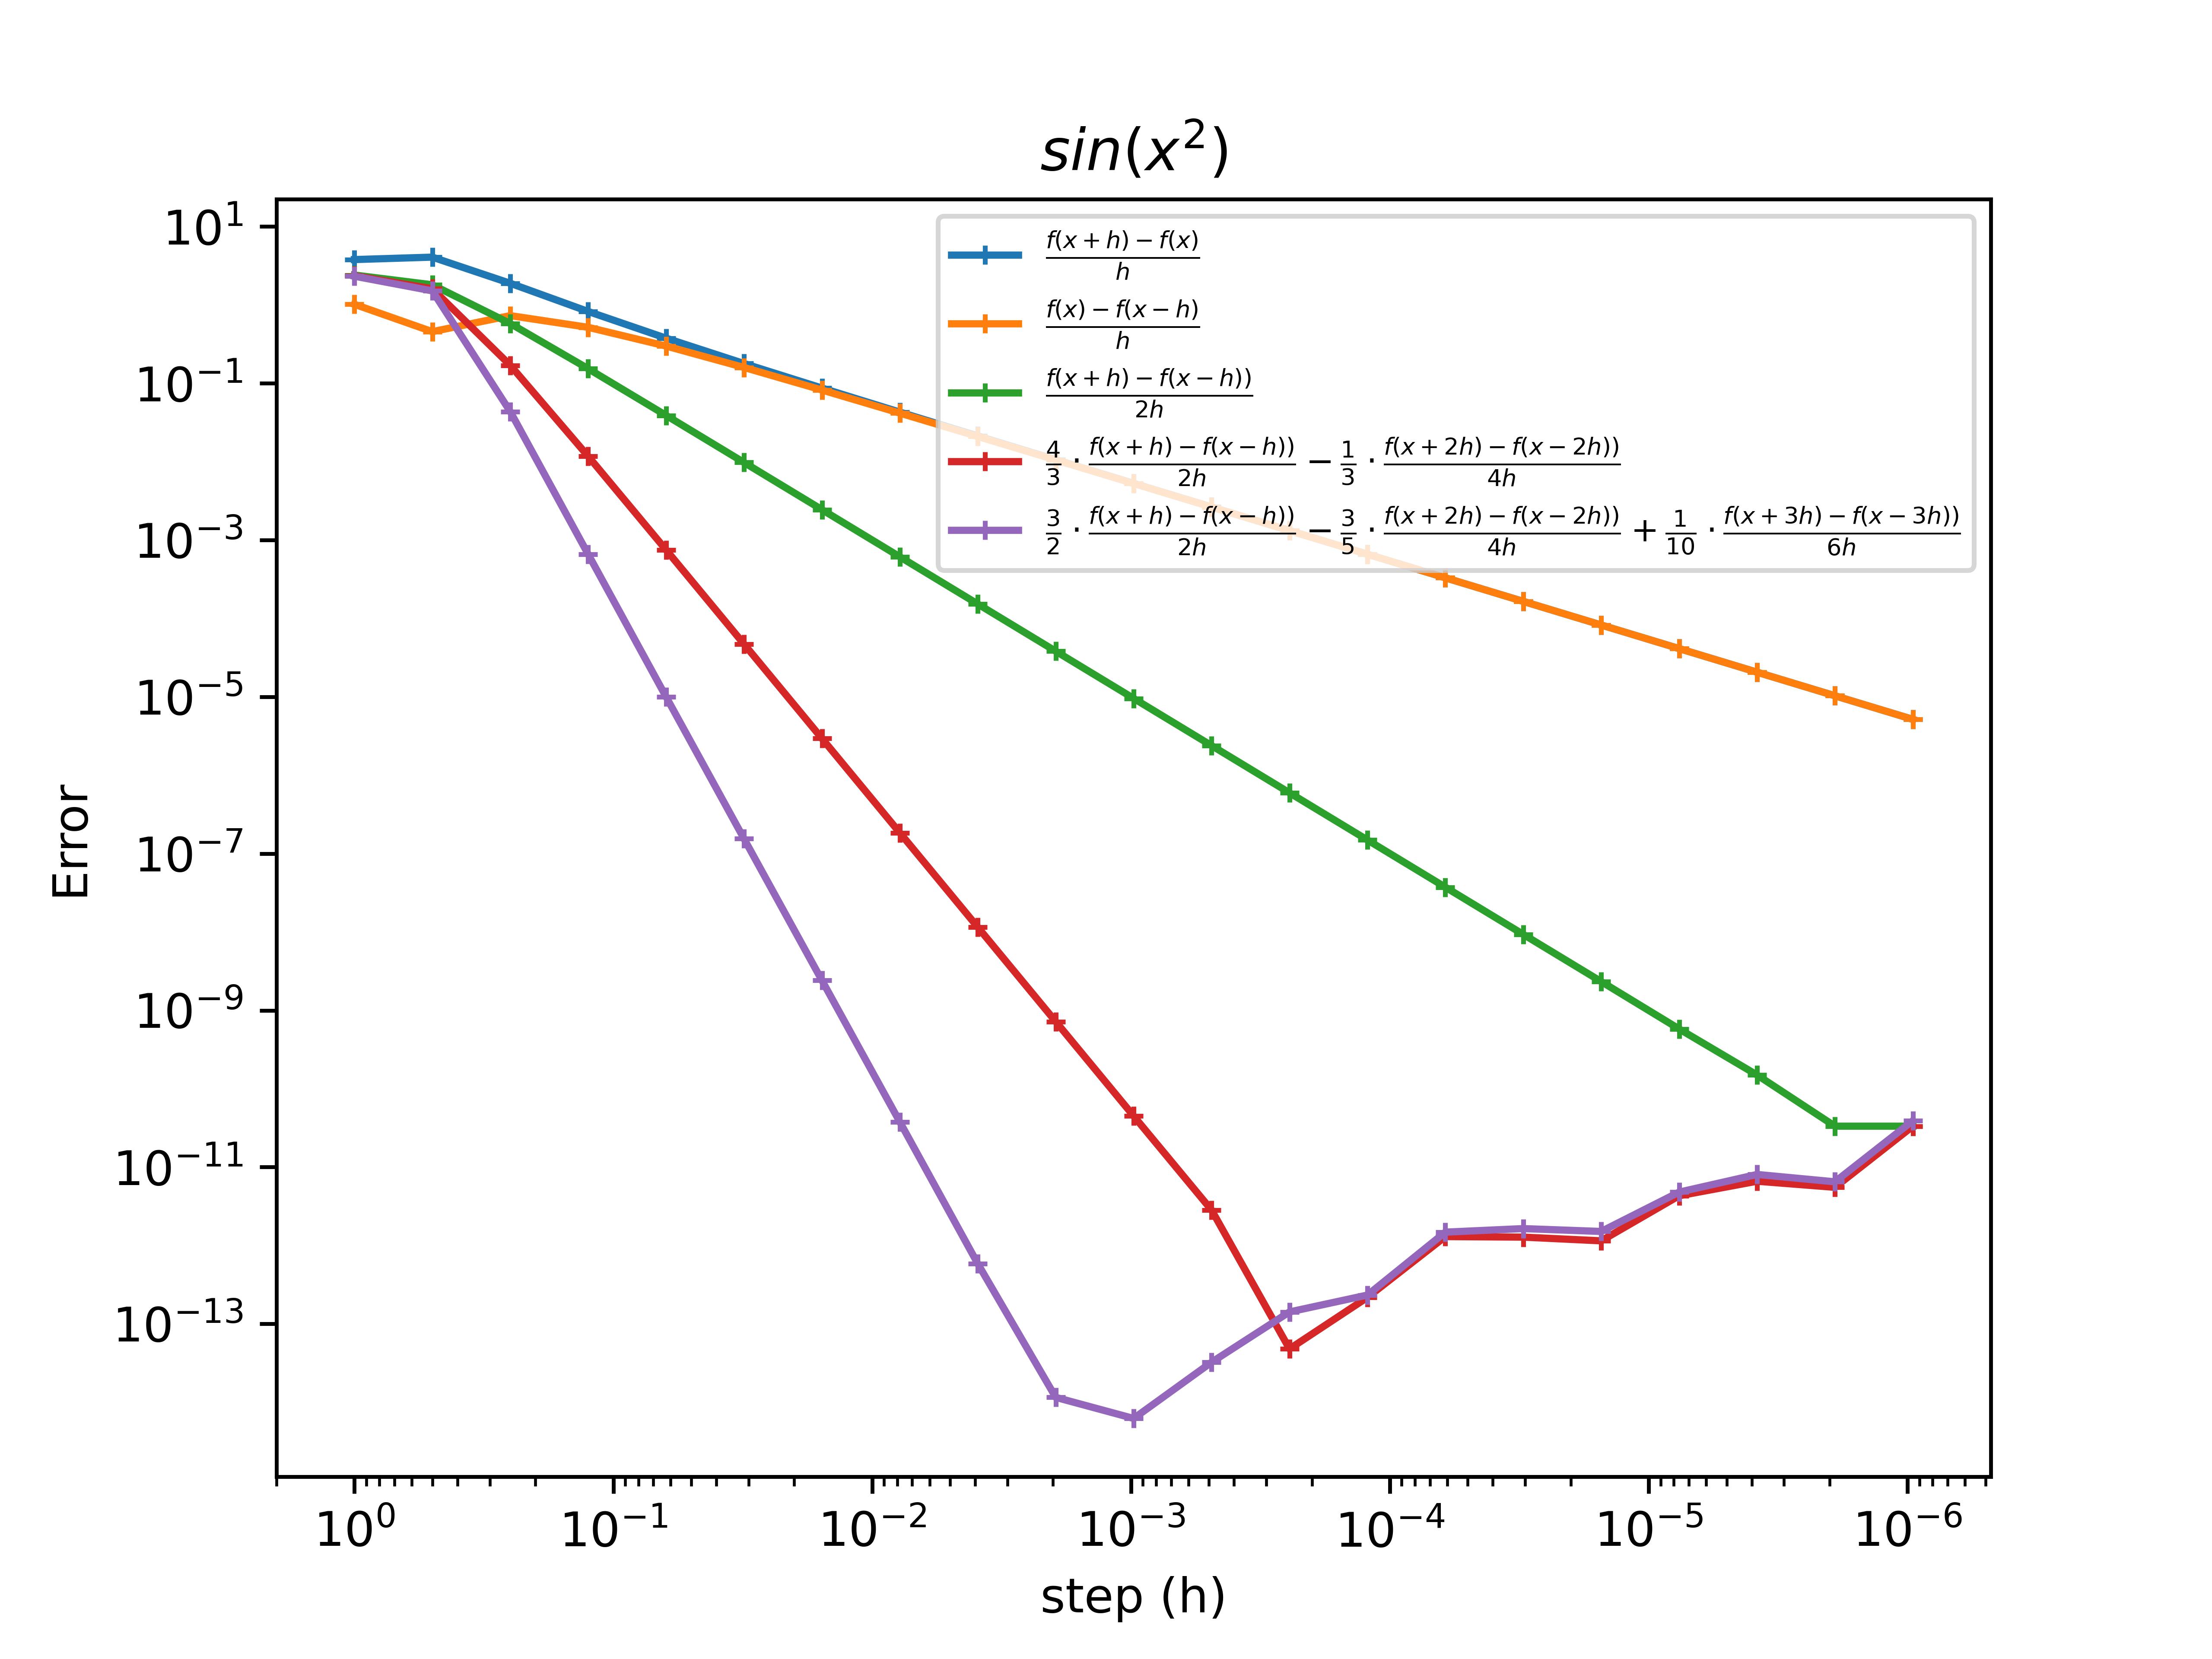 sin(x²)
10¹
10⁻¹
10⁻³
10⁻⁵
10⁻⁷
10⁻⁹
10⁻¹¹
10⁻¹³
Error
f(x + h) − f(x)
h
f(x) − f(x − h)
h
f(x + h) − f(x − h))
2h
4/3 · f(x + h) − f(x − h))/2h − 1/3 · f(x + 2h) − f(x − 2h))/4h
3/2 · f(x + h) − f(x − h))/2h − 3/5 · f(x + 2h) − f(x − 2h))/4h + 1/10 · f(x + 3h) − f(x − 3h))/6h
10⁰ 10⁻¹ 10⁻² 10⁻³ 10⁻⁴ 10⁻⁵ 10⁻⁶
step (h)